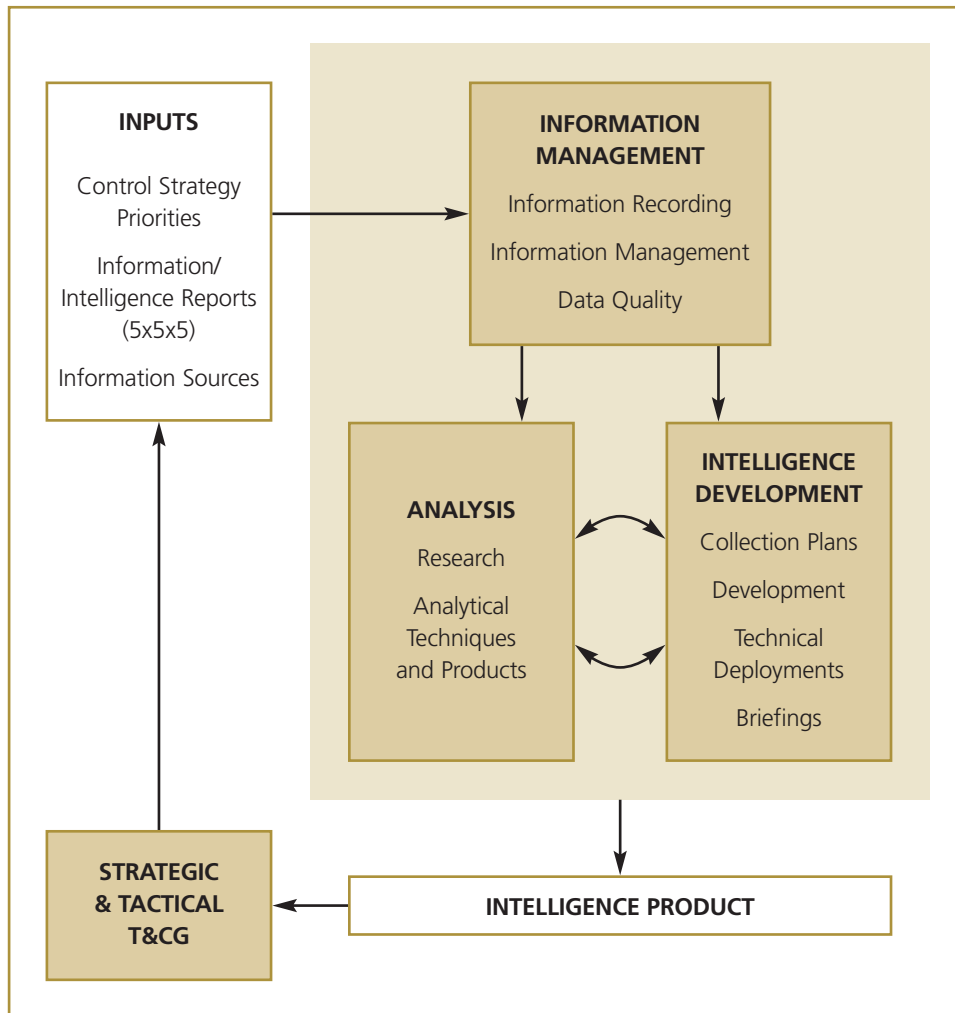 INPUTS
Control Strategy
Priorities
Information/
Intelligence Reports
(5x5x5)
Information Sources
INFORMATION
MANAGEMENT
Information Recording
Information Management
Data Quality
ANALYSIS
Research
Analytical
Techniques
and Products
INTELLIGENCE
DEVELOPMENT
Collection Plans
Development
Technical
Deployments
Briefings
STRATEGIC
& TACTICAL
T&CG
INTELLIGENCE PRODUCT